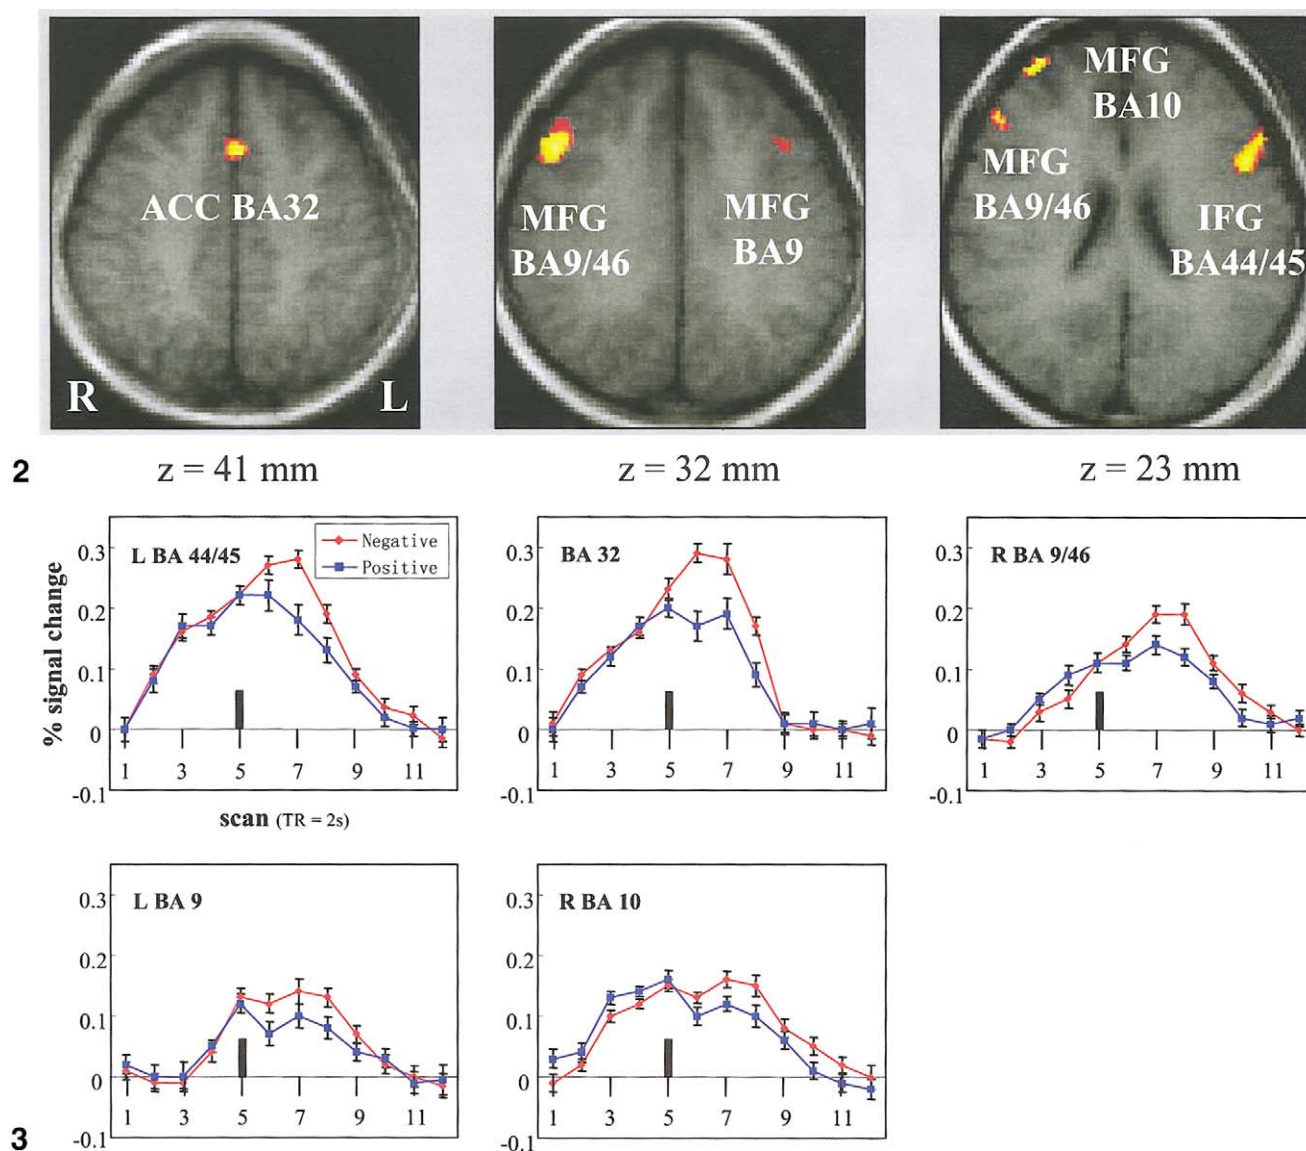 ACC BA32
R
L
MFG
BA9/46
MFG
BA9
MFG
BA10
MFG
BA9/46
IFG
BA44/45
2
z = 41 mm
z = 32 mm
z = 23 mm
L BA 44/45
Negative
Positive
% signal change
0.3
0.2
0.1
0
-0.1
1 3 5 7 9 11
scan (TR = 2s)
BA 32
0.3
0.2
0.1
0
-0.1
1 3 5 7 9 11
R BA 9/46
0.3
0.2
0.1
0
-0.1
1 3 5 7 9 11
L BA 9
0.3
0.2
0.1
0
-0.1
1 3 5 7 9 11
R BA 10
0.3
0.2
0.1
0
-0.1
1 3 5 7 9 11
3